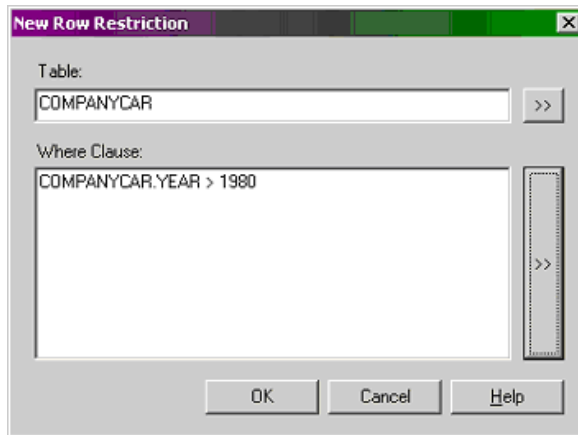 New Row Restriction
Table:
COMPANYCAR
>>
Where Clause:
COMPANYCAR.YEAR > 1980
>>
OK Cancel Help